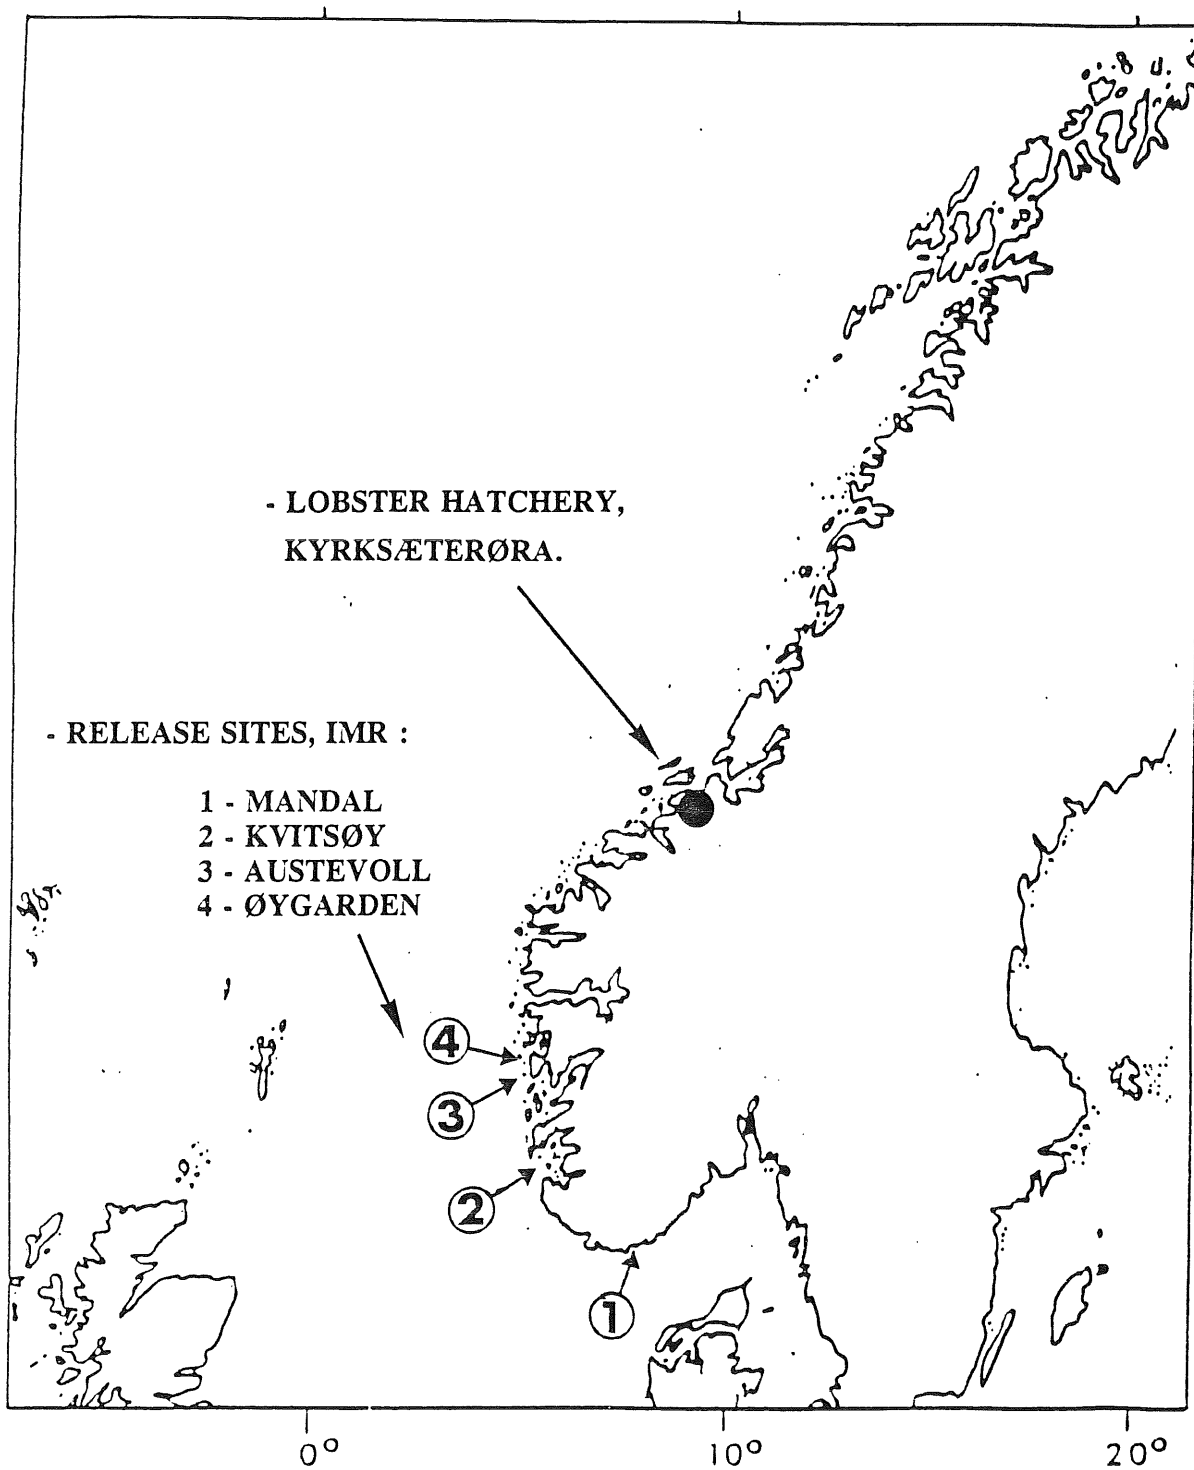 - LOBSTER HATCHERY,
KYRKSÆTERØRA.
- RELEASE SITES, IMR :
1 - MANDAL
2 - KVITSØY
3 - AUSTEVOLL
4 - ØYGARDEN
4
3
2
1
0° 10° 20°